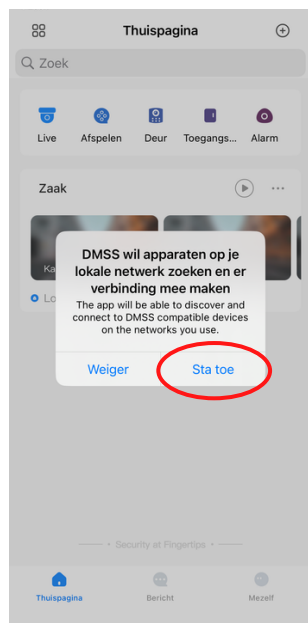 Thuispagina
Zoek
Live Afspelen Deur Toegangs... Alarm
Zaak
DMSS wil apparaten op je
lokale netwerk zoeken en er
verbinding mee maken
The app will be able to discover and
connect to DMSS compatible devices
on the networks you use.
Ka
Lo
Weiger Sta toe
Security at Fingertips
Thuispagina Bericht Mezelf